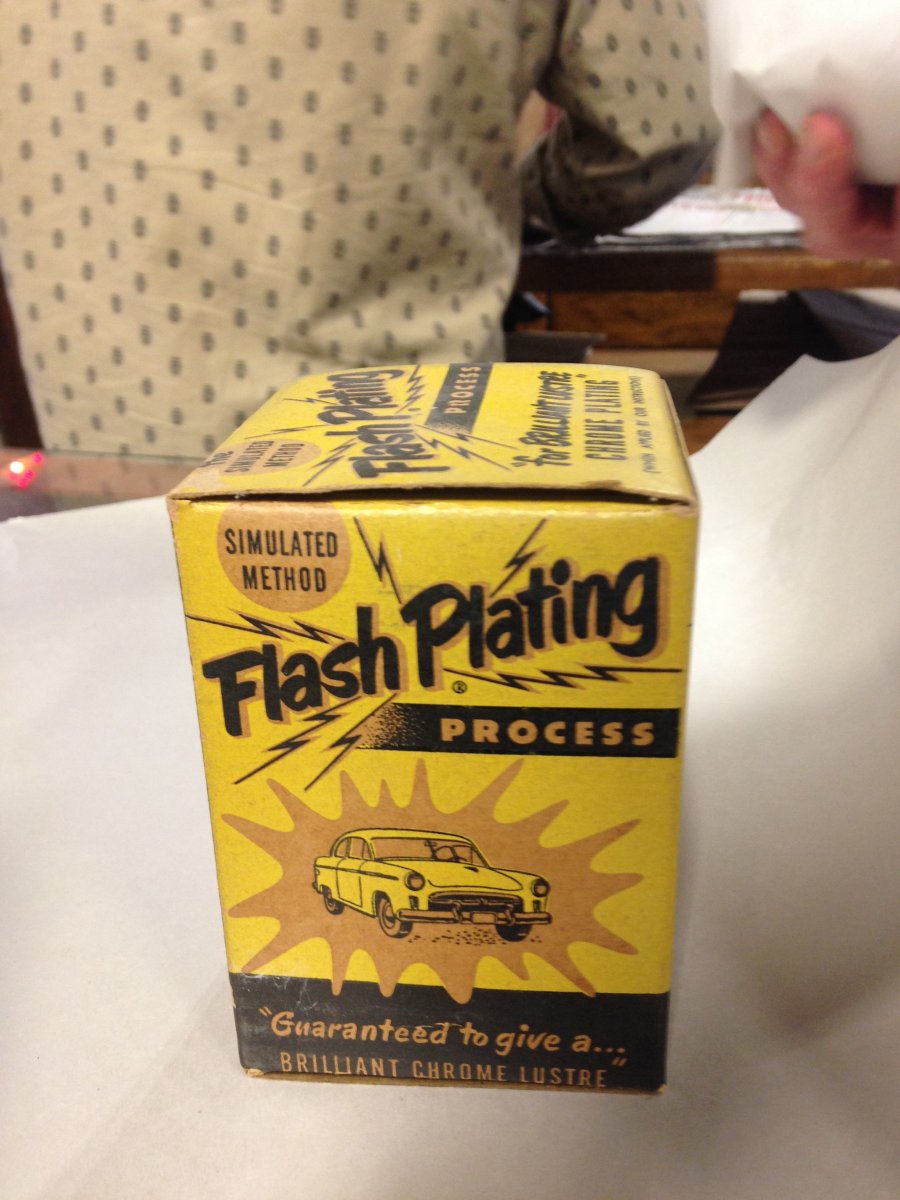 The
SIMULATED
METHOD
Flash Plating
PROCESS
"For BRILLIANT LUSTRE
CHROME PLATING"
SIMULATED
METHOD
Flash Plating
®
PROCESS
"Guaranteed to give a..."
BRILLIANT CHROME LUSTRE